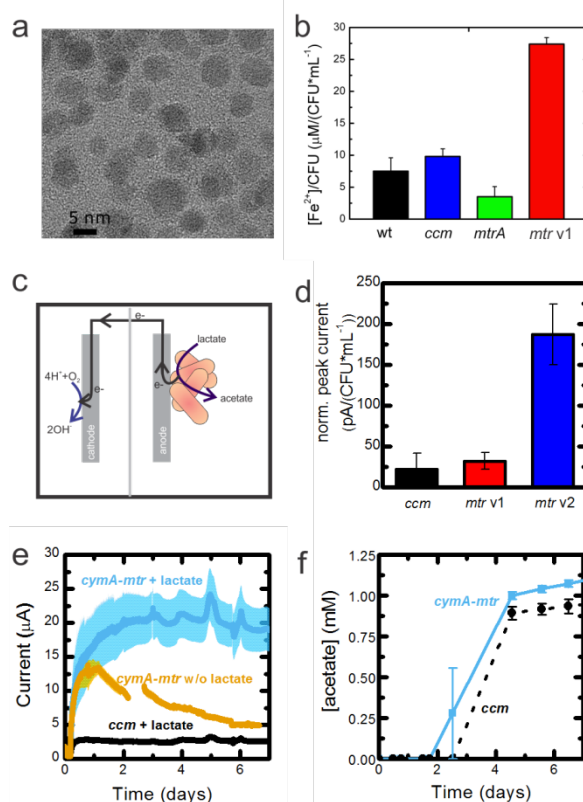 a
5 nm
b
[Fe²⁺]/CFU (μM/(CFU*mL⁻¹)
30
25
20
15
10
5
0
wt ccm mtrA mtr v1
c
e-
lactate
4H⁺+O₂
e-
e-
acetate
2OH⁻
cathode
anode
d
norm. peak current
(pA/(CFU*mL⁻¹)
250
200
150
100
50
0
ccm mtr v1 mtr v2
e
Current (μA)
30
25
20
15
10
5
0
cymA-mtr + lactate
cymA-mtr w/o lactate
ccm + lactate
0 2 4 6
Time (days)
f
[acetate] (mM)
1.25
1.00
0.75
0.50
0.25
0.00
cymA-mtr
ccm
0 2 4 6
Time (days)